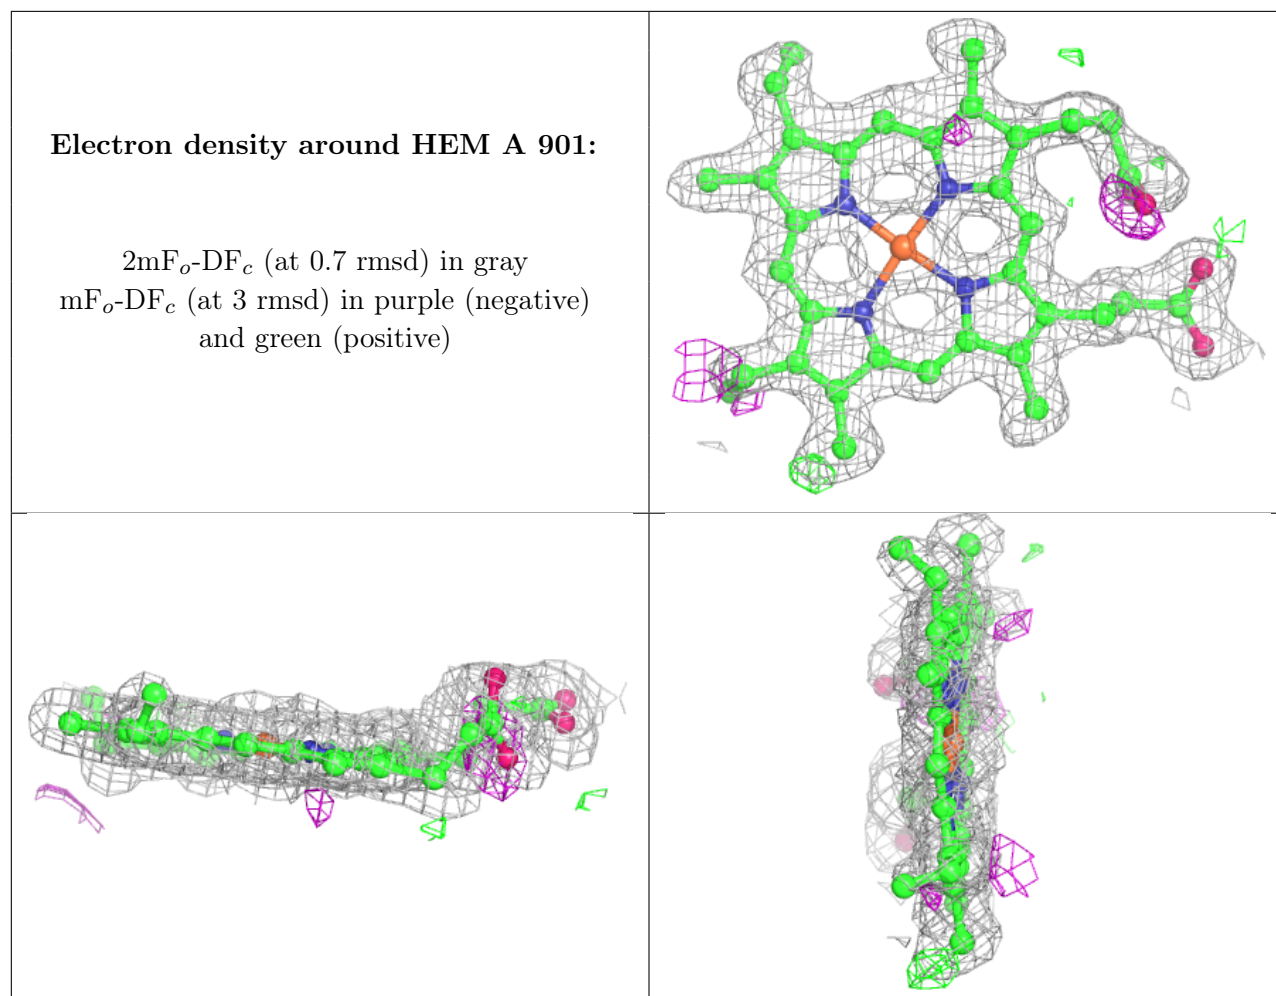 Electron density around HEM A 901:
2mFo-DFc (at 0.7 rmsd) in gray
mFo-DFc (at 3 rmsd) in purple (negative)
and green (positive)